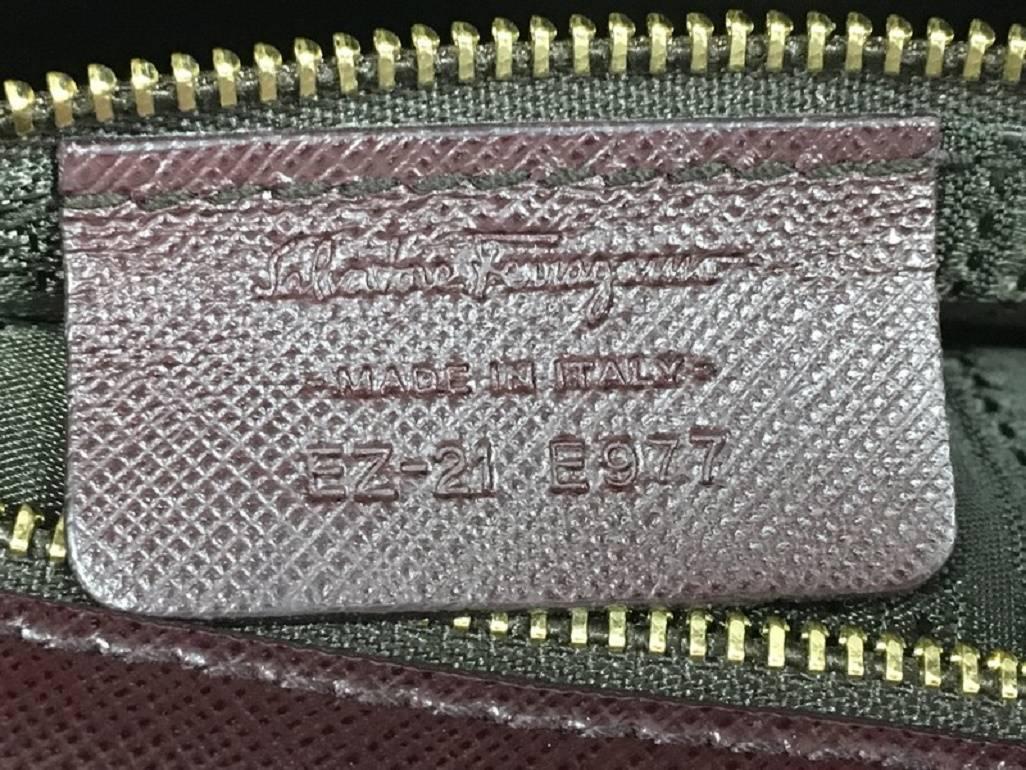 Salvatore Ferragamo
MADE IN ITALY
EZ-21 E977